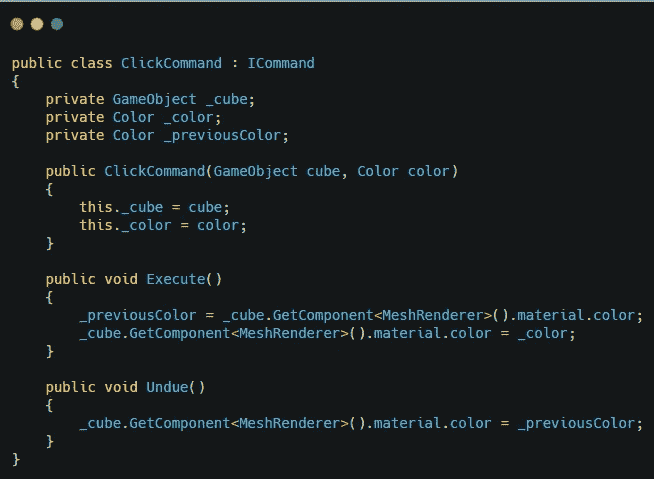 public class ClickCommand : ICommand
{
    private GameObject _cube;
    private Color _color;
    private Color _previousColor;

    public ClickCommand(GameObject cube, Color color)
    {
        this._cube = cube;
        this._color = color;
    }

    public void Execute()
    {
        _previousColor = _cube.GetComponent<MeshRenderer>().material.color;
        _cube.GetComponent<MeshRenderer>().material.color = _color;
    }

    public void Undue()
    {
        _cube.GetComponent<MeshRenderer>().material.color = _previousColor;
    }
}